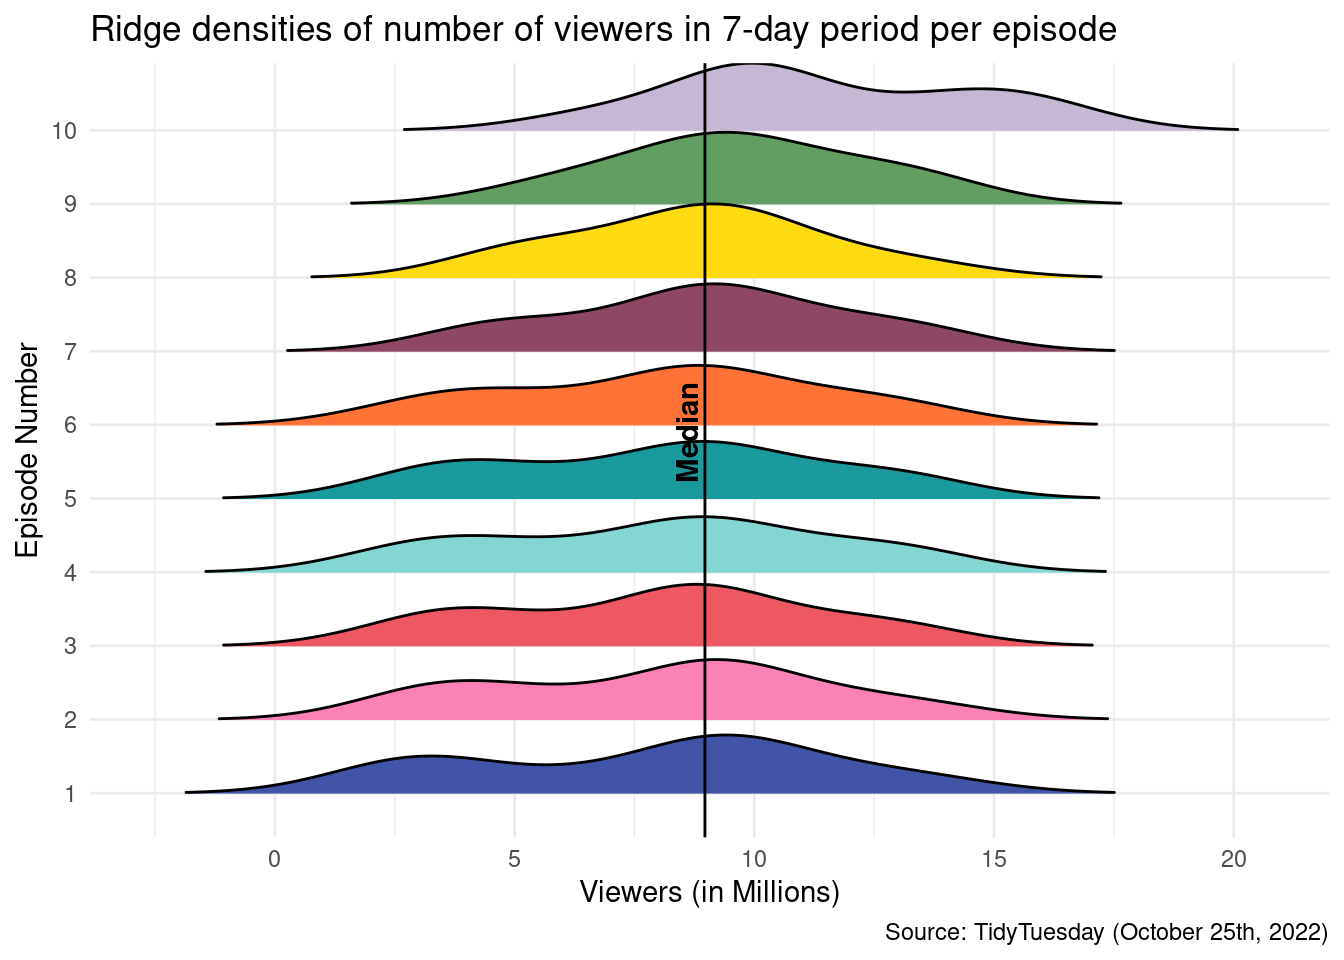 Ridge densities of number of viewers in 7-day period per episode
10
9
8
7
6
5
4
3
2
1
Episode Number
Median
0 5 10 15 20
Viewers (in Millions)
Source: TidyTuesday (October 25th, 2022)